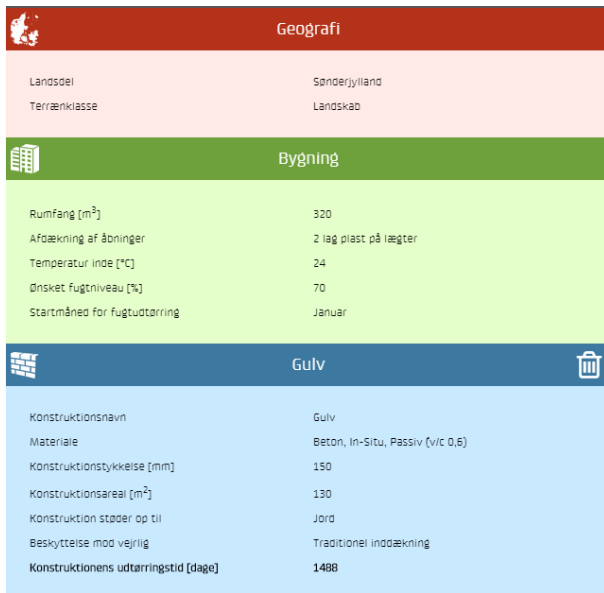 Geografi
Landsdel Sønderjylland
Terrænklasse Landskab
Bygning
Rumfang [m³] 320
Afdækning af åbninger 2 lag plast på lægter
Temperatur inde [°C] 24
Ønsket fugtniveau [%] 70
Startmåned for fugtudtørring Januar
Gulv
Konstruktionsnavn Gulv
Materiale Beton, In-Situ, Passiv (v/c 0,6)
Konstruktionstykkelse [mm] 150
Konstruktionsareal [m²] 130
Konstruktion støder op til Jord
Beskyttelse mod vejrlig Traditionel inddækning
Konstruktionens udtørringstid [dage] 1488